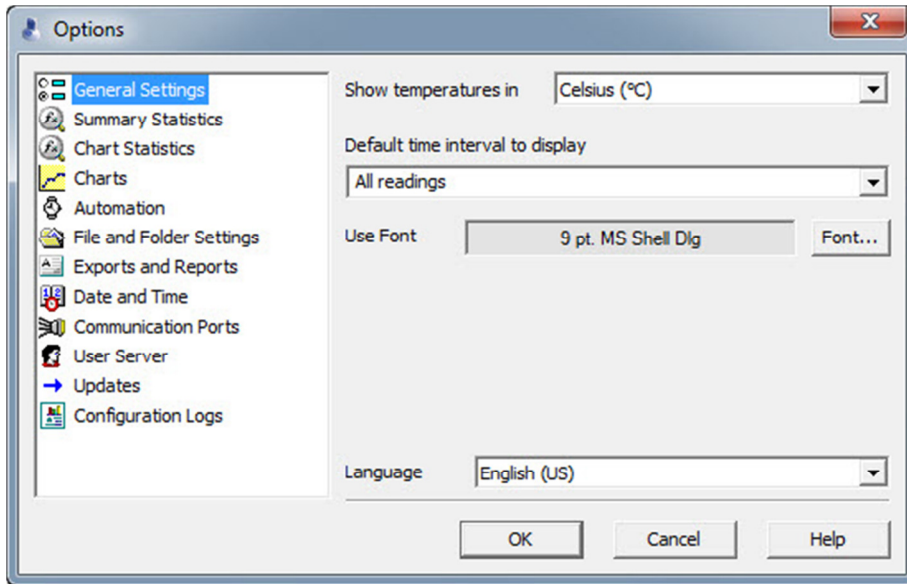 Options
General Settings
Summary Statistics
Chart Statistics
Charts
Automation
File and Folder Settings
Exports and Reports
Date and Time
Communication Ports
User Server
Updates
Configuration Logs
Show temperatures in Celsius (°C)
Default time interval to display
All readings
Use Font 9 pt. MS Shell Dlg Font...
Language English (US)
OK Cancel Help